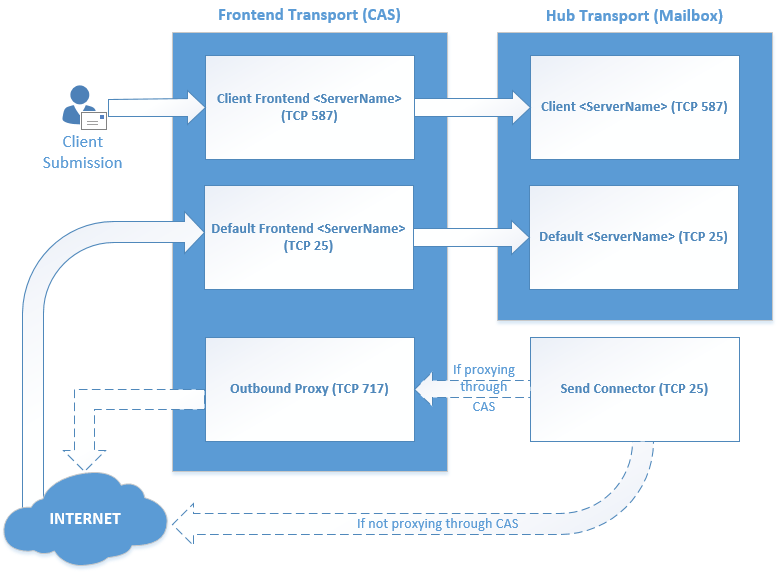 Frontend Transport (CAS)
Hub Transport (Mailbox)
Client Frontend <ServerName>
(TCP 587)
Client <ServerName> (TCP 587)
Client
Submission
Default Frontend <ServerName>
(TCP 25)
Default <ServerName> (TCP 25)
Outbound Proxy (TCP 717)
If proxying
through
CAS
Send Connector (TCP 25)
INTERNET
If not proxying through CAS